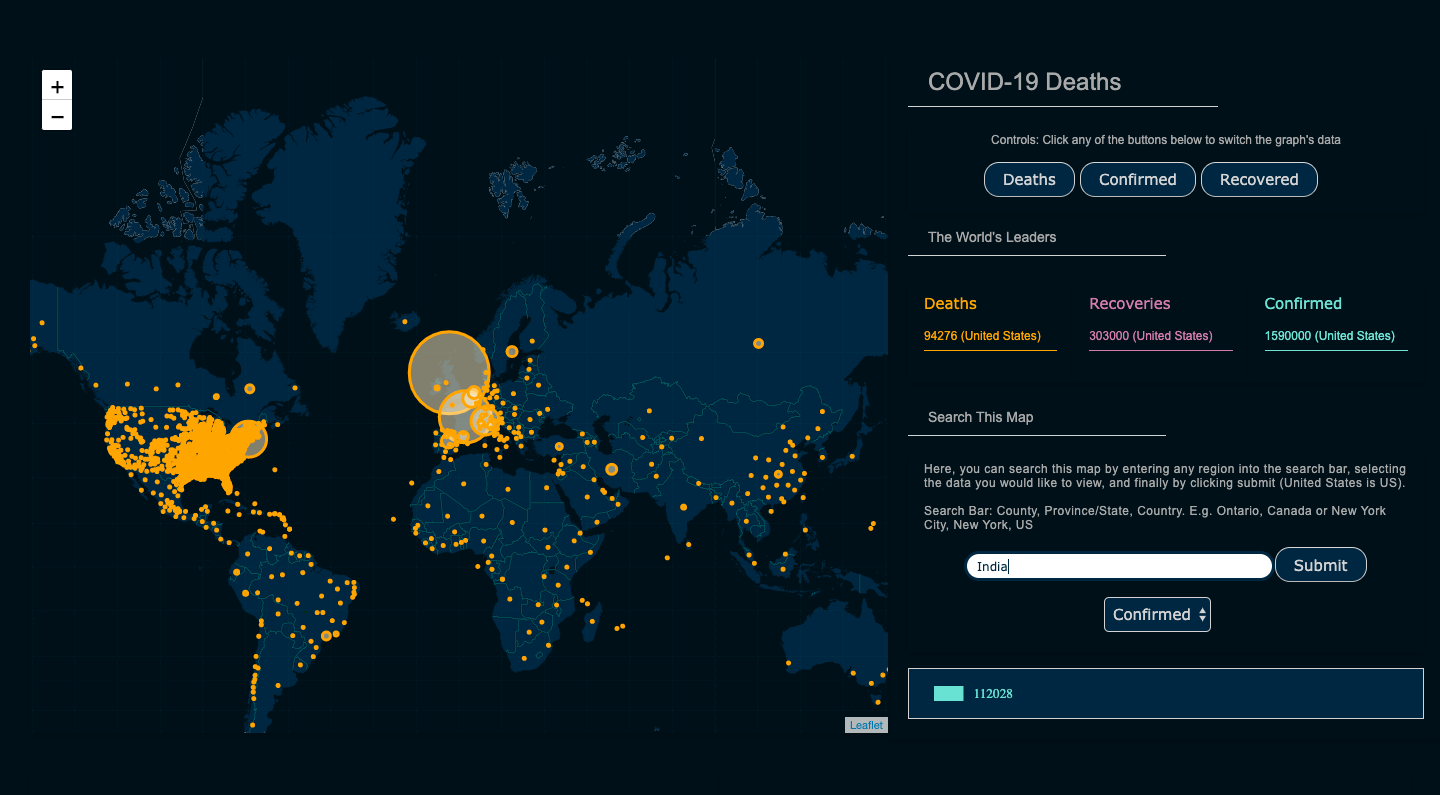 +
−
COVID-19 Deaths
Controls: Click any of the buttons below to switch the graph's data
Deaths Confirmed Recovered
The World's Leaders
Deaths Recoveries Confirmed
94276 (United States) 303000 (United States) 1590000 (United States)
Search This Map
Here, you can search this map by entering any region into the search bar, selecting
the data you would like to view, and finally by clicking submit (United States is US).
Search Bar: County, Province/State, Country. E.g. Ontario, Canada or New York
City, New York, US
India Submit
Confirmed
112028
Leaflet